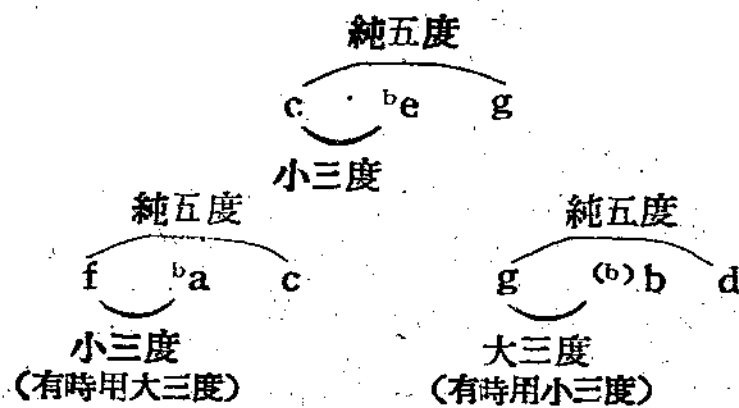 純五度
c ᵇe g
小三度
純五度 純五度
f ᵇa c g (b) b d
小三度 大三度
（有時用大三度） （有時用小三度）